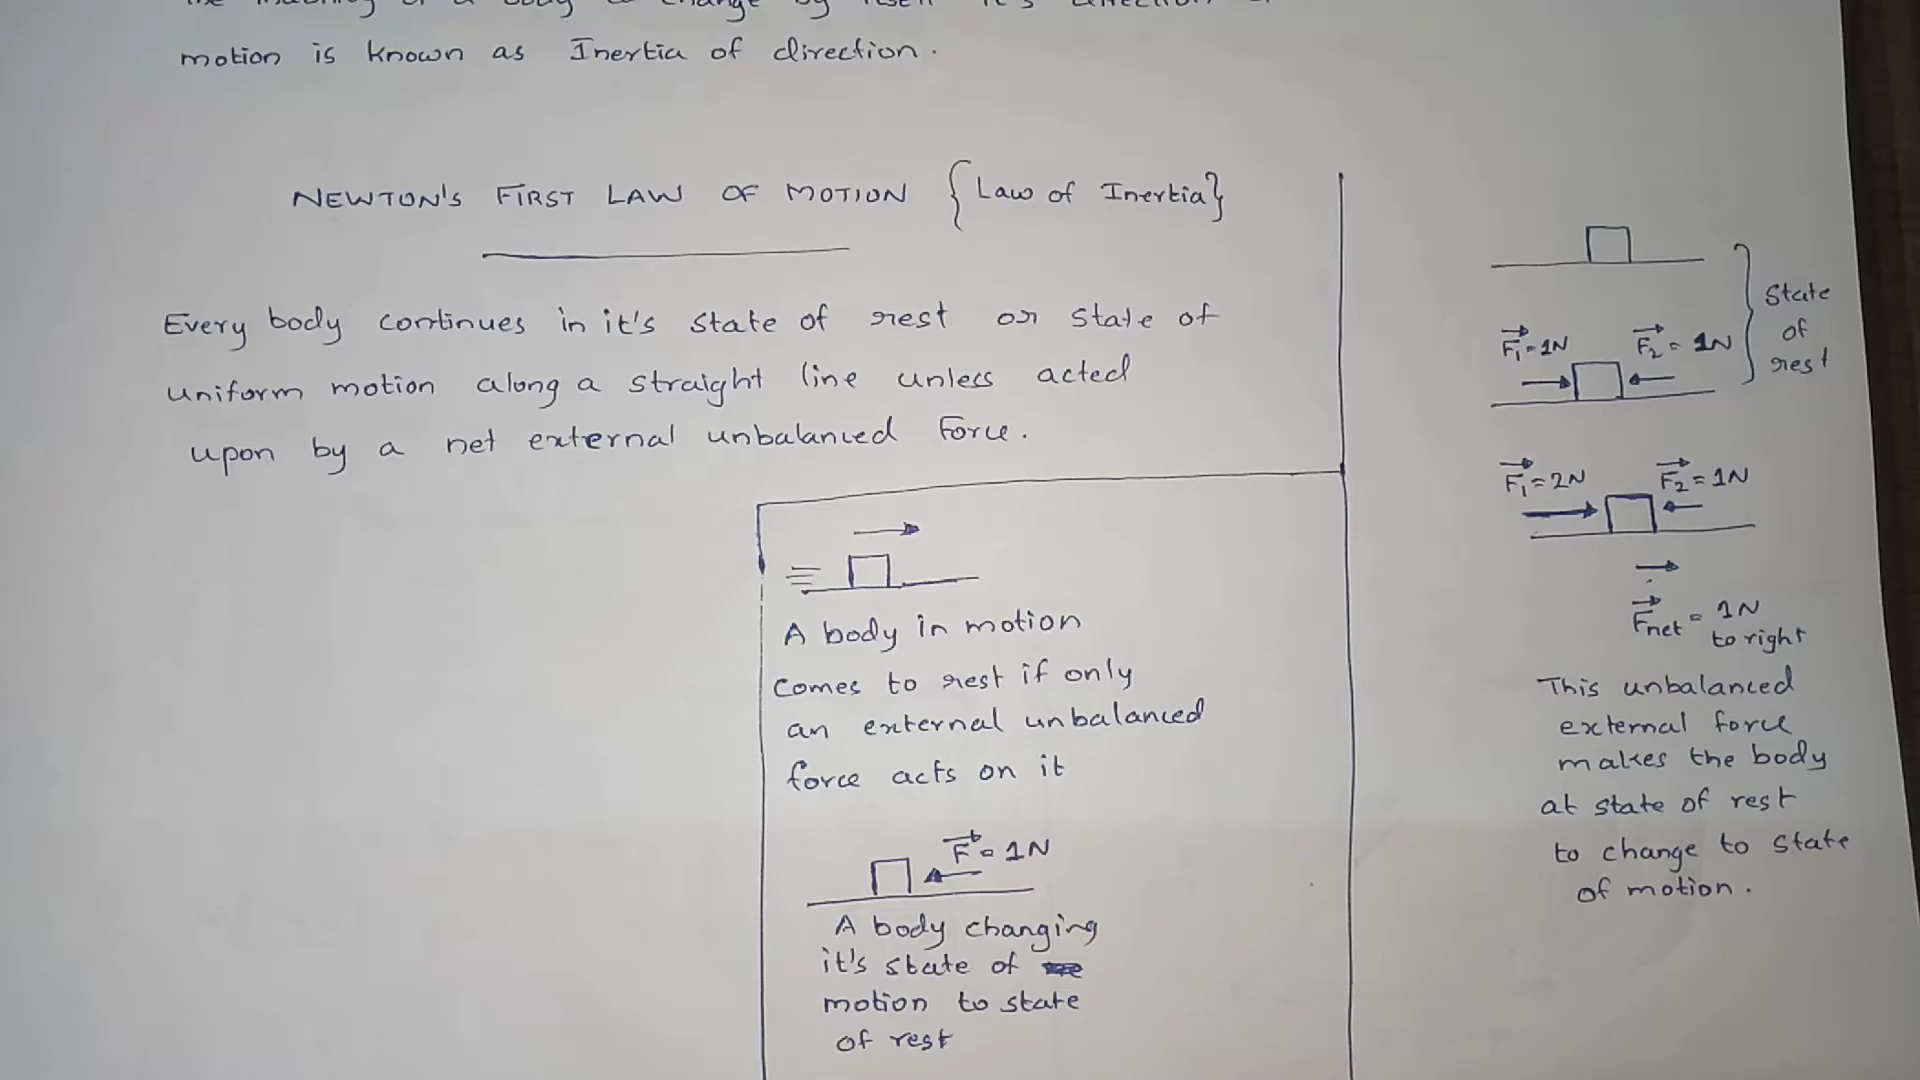 motion is known as Inertia of direction.
NEWTON'S FIRST LAW OF MOTION {Law of Inertia}
Every body continues in it's state of rest or state of
uniform motion along a straight line unless acted
upon by a net external unbalanced force.
A body in motion
comes to rest if only
an external unbalanced
force acts on it
F = 1N
A body changing
it's state of
motion to state
of rest
State
of
rest
F1 = 1N F2 = 1N
F1 = 2N F2 = 1N
Fnet = 1N
to right
This unbalanced
external force
makes the body
at state of rest
to change to state
of motion.